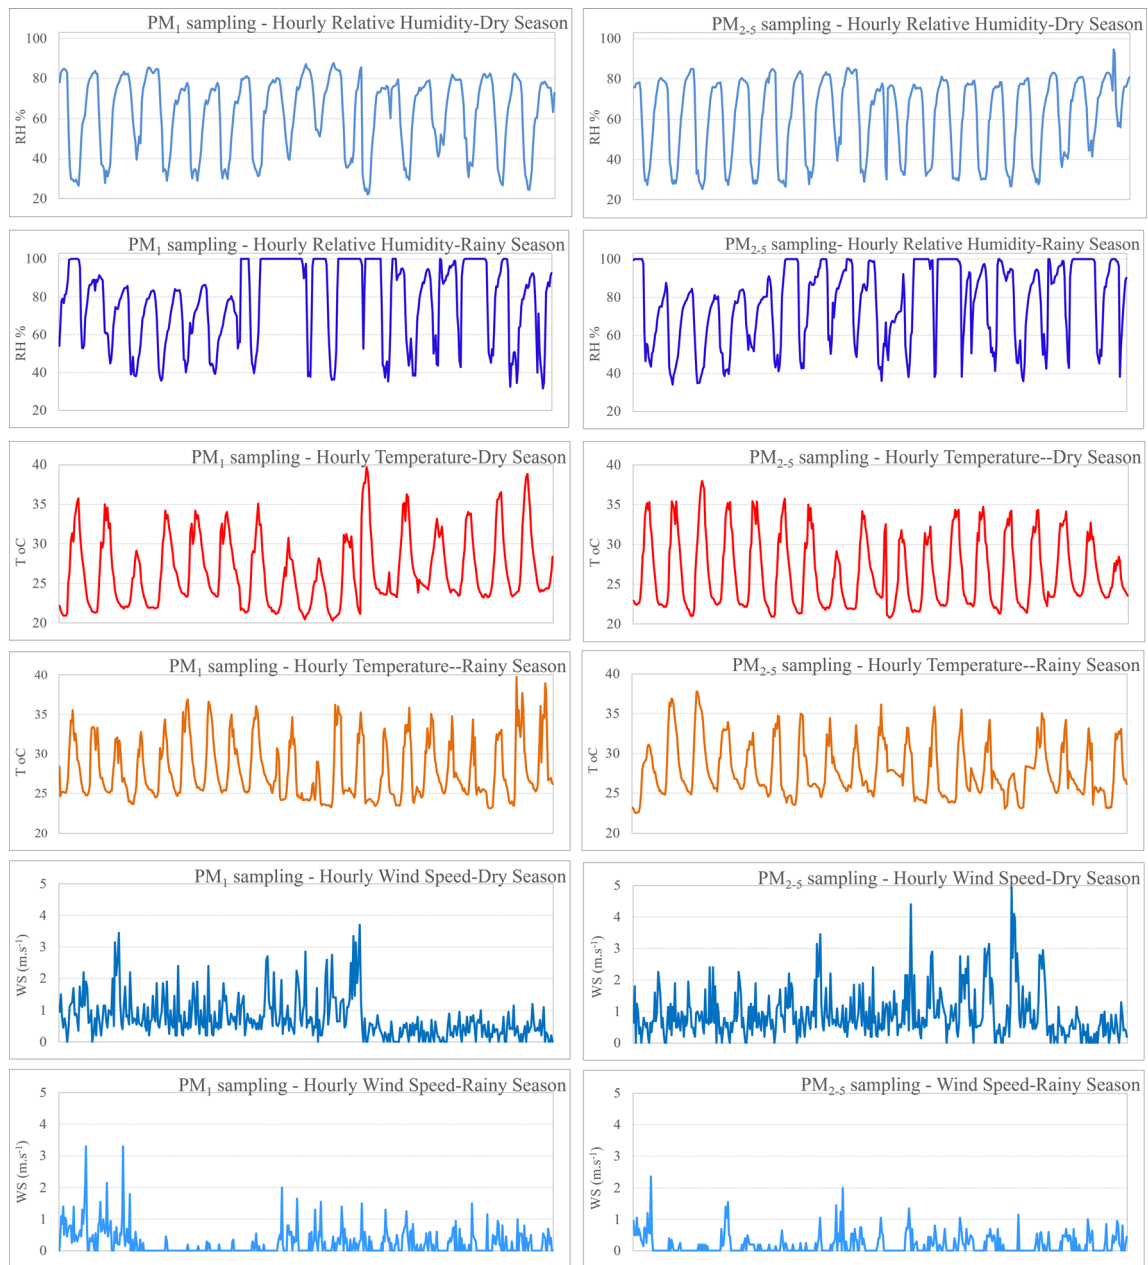 PM₁ sampling - Hourly Relative Humidity-Dry Season
100
80
60
40
20
RH %
PM₂₋₅ sampling - Hourly Relative Humidity-Dry Season
100
80
60
40
20
RH %
PM₁ sampling - Hourly Relative Humidity-Rainy Season
100
80
60
40
20
RH %
PM₂₋₅ sampling- Hourly Relative Humidity-Rainy Season
100
80
60
40
20
RH %
PM₁ sampling - Hourly Temperature-Dry Season
40
35
30
25
20
T oC
PM₂₋₅ sampling - Hourly Temperature--Dry Season
40
35
30
25
20
T oC
PM₁ sampling - Hourly Temperature--Rainy Season
40
35
30
25
20
T oC
PM₂₋₅ sampling - Hourly Temperature--Rainy Season
40
35
30
25
20
T oC
PM₁ sampling - Hourly Wind Speed-Dry Season
5
4
3
2
1
0
WS (m.s⁻¹)
PM₂₋₅ sampling - Hourly Wind Speed-Dry Season
5
4
3
2
1
0
WS (m.s⁻¹)
PM₁ sampling - Hourly Wind Speed-Rainy Season
5
4
3
2
1
0
WS (m.s⁻¹)
PM₂₋₅ sampling - Wind Speed-Rainy Season
5
4
3
2
1
0
WS (m.s⁻¹)